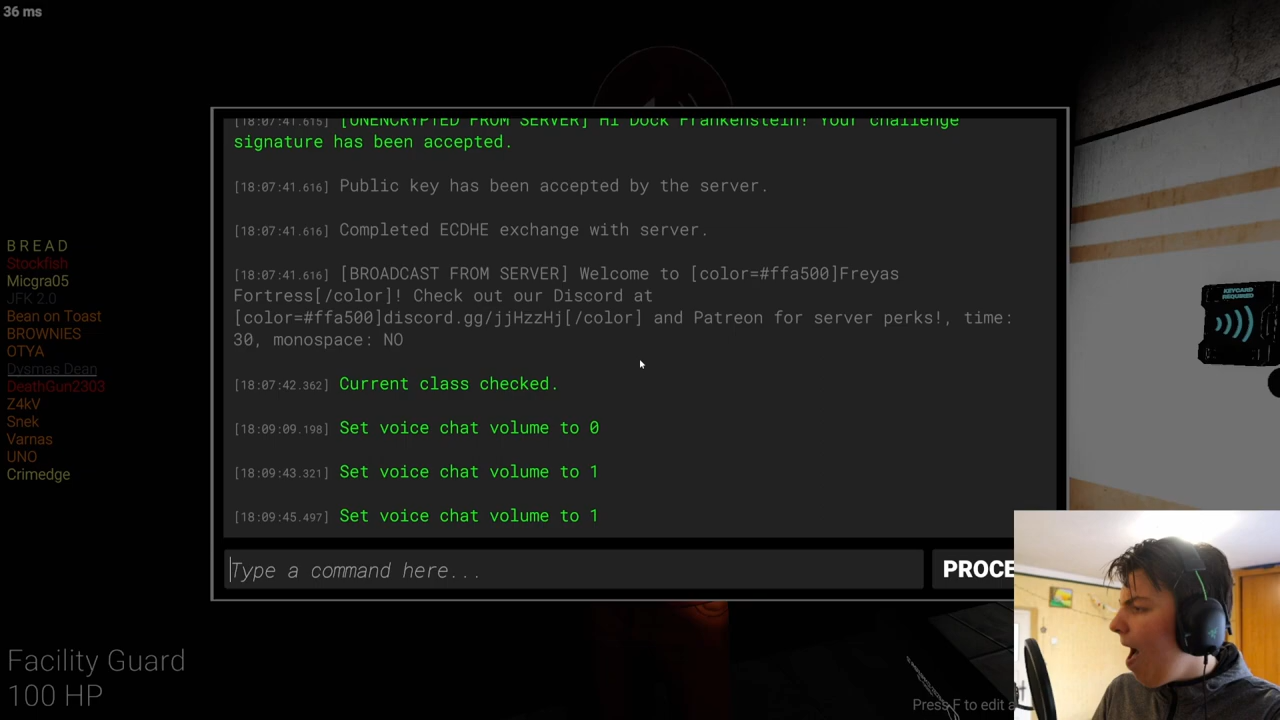 36 ms
[18:07:41.615] [UNENCRYPTED FROM SERVER] Hi Dock Frankenstein! Your challenge
signature has been accepted.
[18:07:41.616] Public key has been accepted by the server.
[18:07:41.616] Completed ECDHE exchange with server.
[18:07:41.616] [BROADCAST FROM SERVER] Welcome to [color=#ffa500]Freyas
Fortress[/color]! Check out our Discord at
[color=#ffa500]discord.gg/jjHzzHj[/color] and Patreon for server perks!, time:
30, monospace: NO
[18:07:42.362] Current class checked.
[18:09:09.198] Set voice chat volume to 0
[18:09:43.321] Set voice chat volume to 1
[18:09:45.497] Set voice chat volume to 1
Type a command here...
PROCE
B R E A D
Stockfish
Micgra05
JFK 2.0
Bean on Toast
BROWNIES
OTYA
Dysmas Dean
DeathGun2303
Z4kV
Snek
Varnas
UNO
Crimedge
KEYCARD
REQUIRED
Facility Guard
100 HP
Press F to edit a